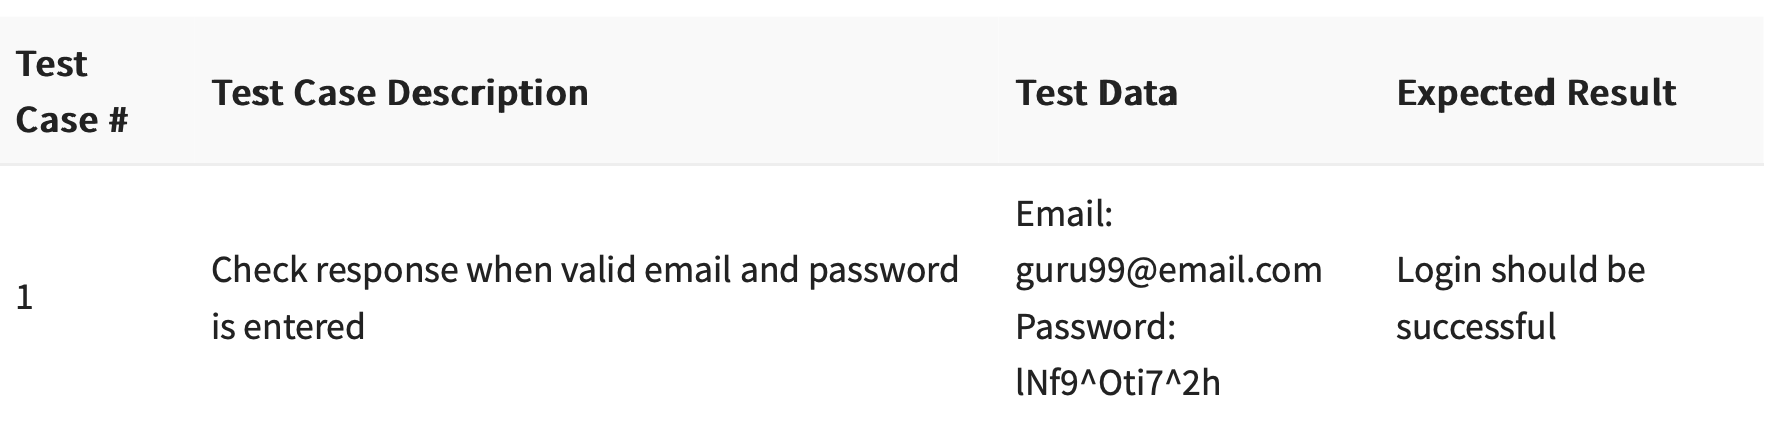 Test
Case #
Test Case Description
Test Data
Expected Result
1
Check response when valid email and password
is entered
Email:
guru99@email.com
Password:
lNf9^Oti7^2h
Login should be
successful